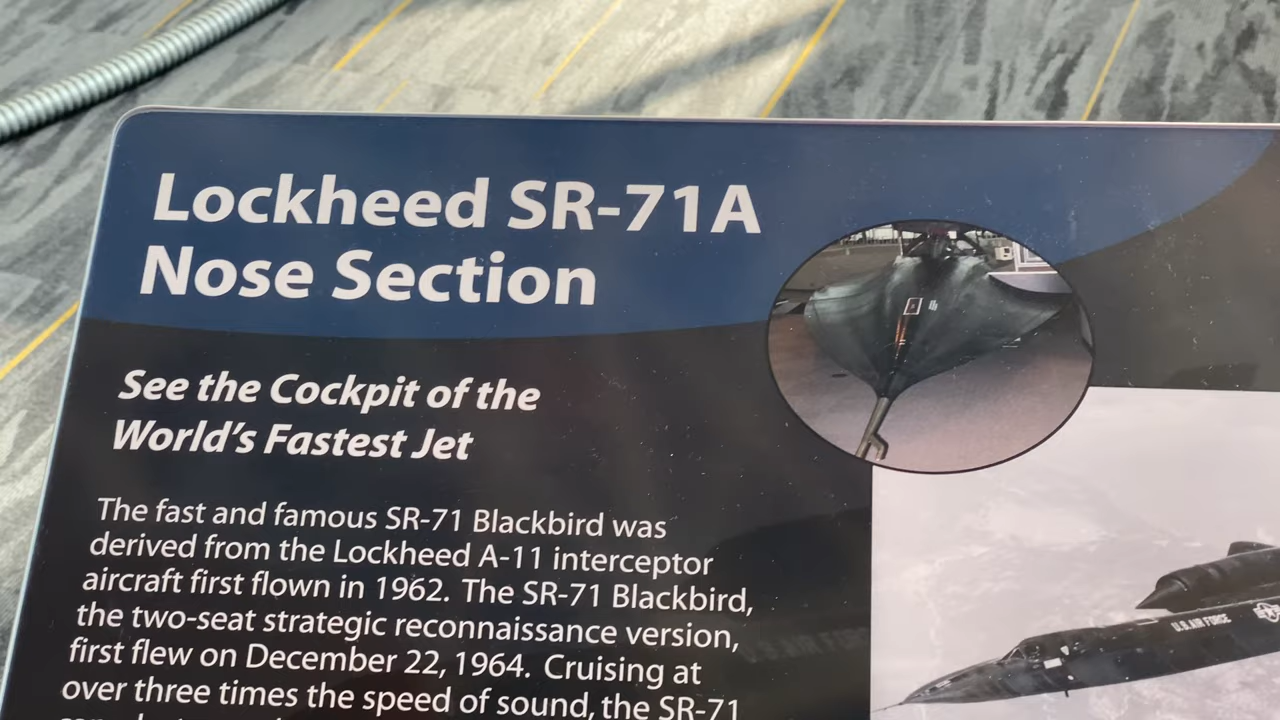 Lockheed SR-71A
Nose Section
See the Cockpit of the
World's Fastest Jet
The fast and famous SR-71 Blackbird was
derived from the Lockheed A-11 interceptor
aircraft first flown in 1962. The SR-71 Blackbird,
the two-seat strategic reconnaissance version,
first flew on December 22, 1964. Cruising at
over three times the speed of sound, the SR-71
U.S. AIR FORCE